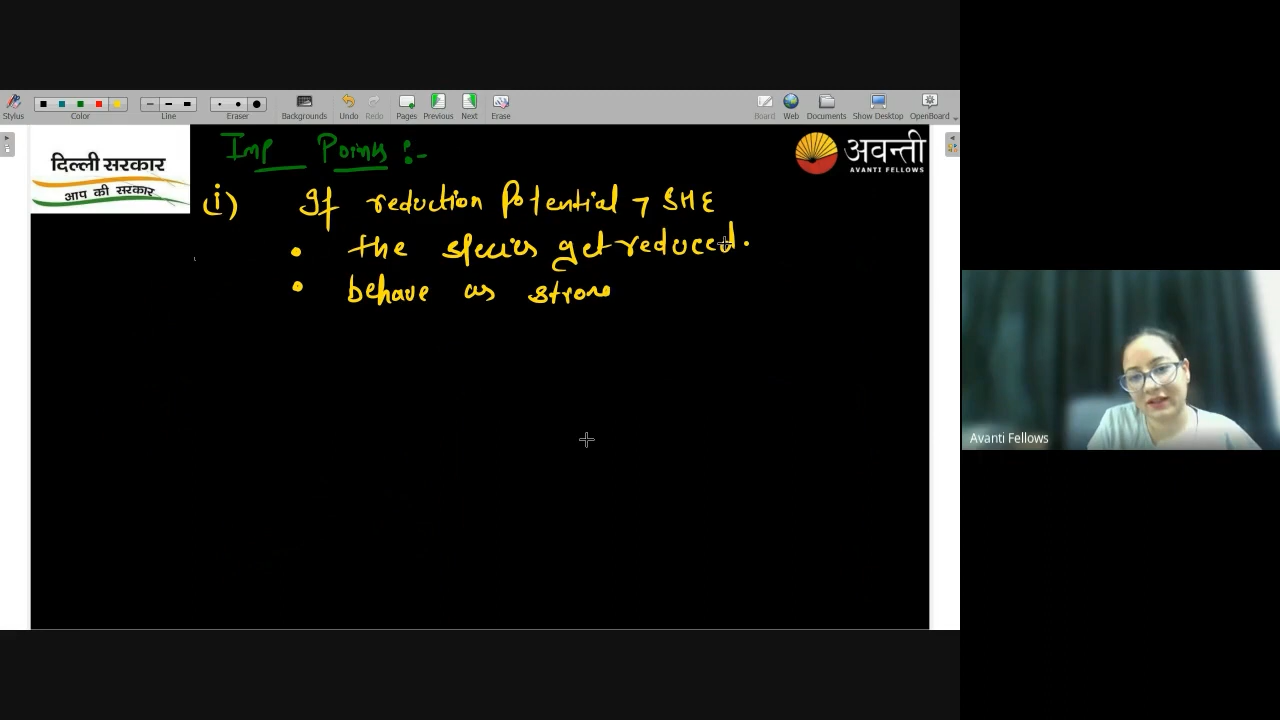 Stylus
Color
Line
Eraser
Backgrounds
Undo
Redo
Pages
Previous
Next
Erase
Board
Web
Documents
Show Desktop
OpenBoard
दिल्ली सरकार
आप की सरकार
अवन्ती
AVANTI FELLOWS
Imp Points :-
(i) If reduction Potential > SHE
• the species get reduced.
• behave as stron
Avanti Fellows